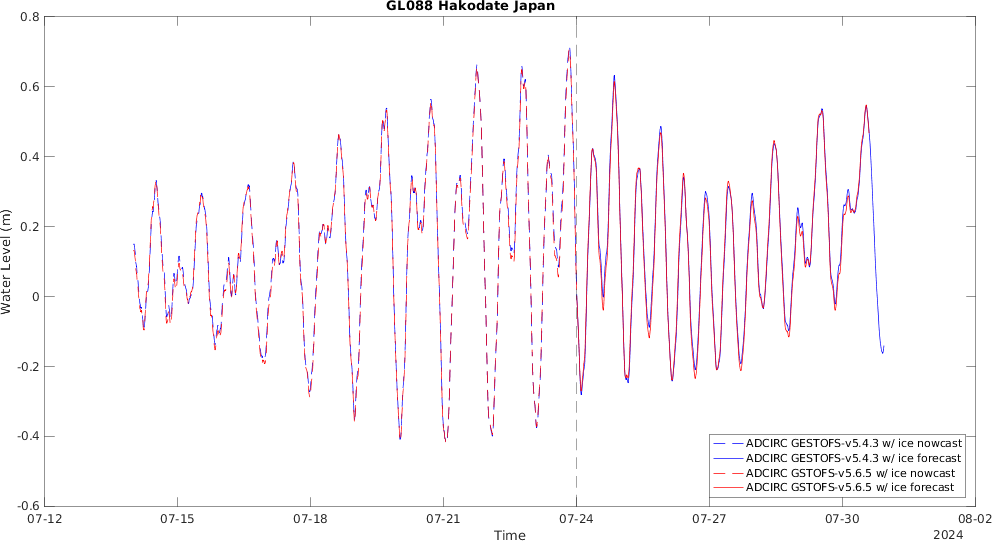 GL088 Hakodate Japan
0.8
0.6
0.4
0.2
0
-0.2
-0.4
-0.6
Water Level (m)
ADCIRC GESTOFS-v5.4.3 w/ ice nowcast
ADCIRC GESTOFS-v5.4.3 w/ ice forecast
ADCIRC GSTOFS-v5.6.5 w/ ice nowcast
ADCIRC GSTOFS-v5.6.5 w/ ice forecast
07-12 07-15 07-18 07-21 07-24 07-27 07-30 08-02
Time
2024